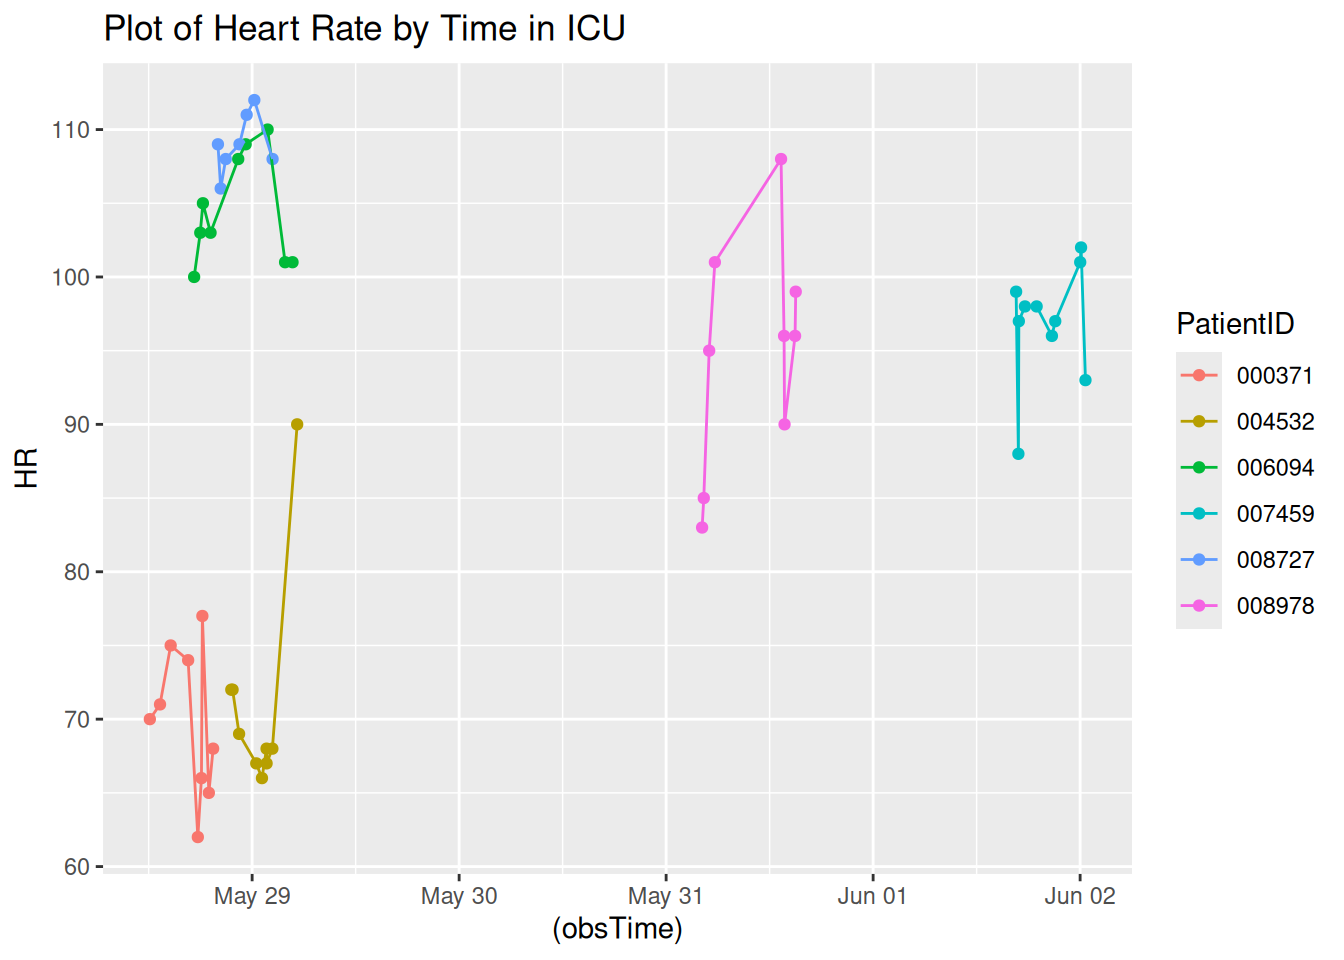 Plot of Heart Rate by Time in ICU
110
100
90
80
70
60
HR
May 29
May 30
May 31
Jun 01
Jun 02
(obsTime)
PatientID
000371
004532
006094
007459
008727
008978